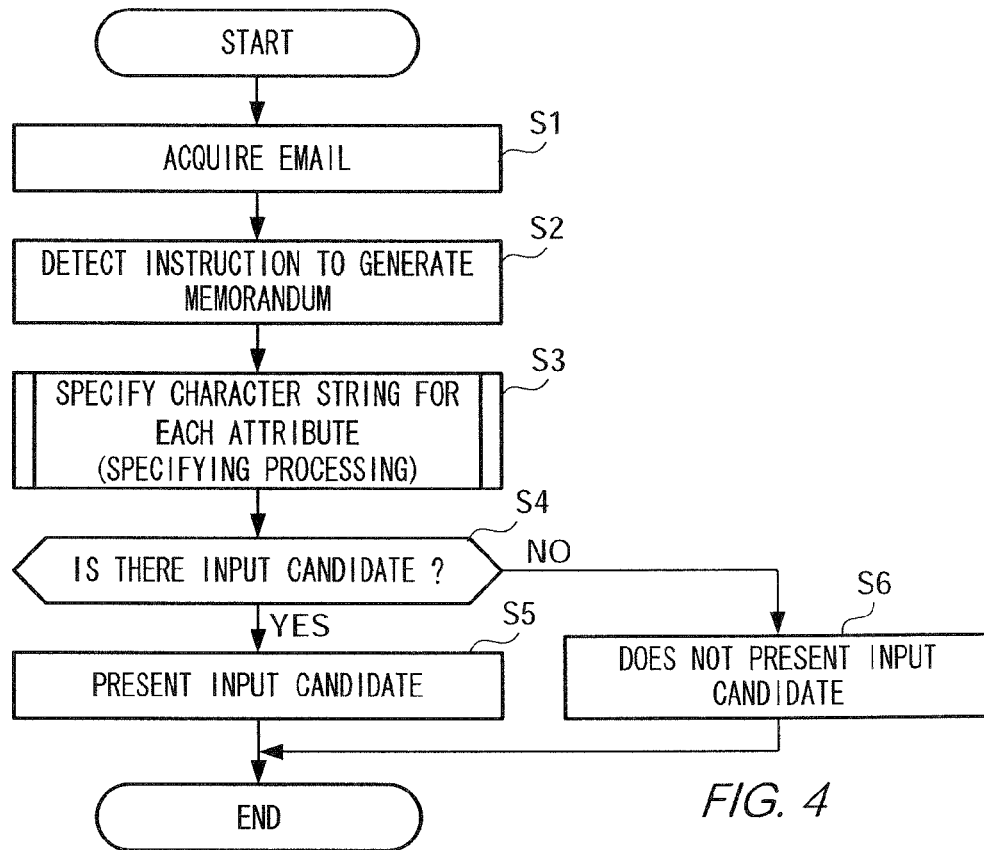 START
S1
ACQUIRE EMAIL
S2
DETECT INSTRUCTION TO GENERATE
MEMORANDUM
S3
SPECIFY CHARACTER STRING FOR
EACH ATTRIBUTE
(SPECIFYING PROCESSING)
S4
IS THERE INPUT CANDIDATE ?
NO
YES
S5
PRESENT INPUT CANDIDATE
S6
DOES NOT PRESENT INPUT
CANDIDATE
END
FIG. 4